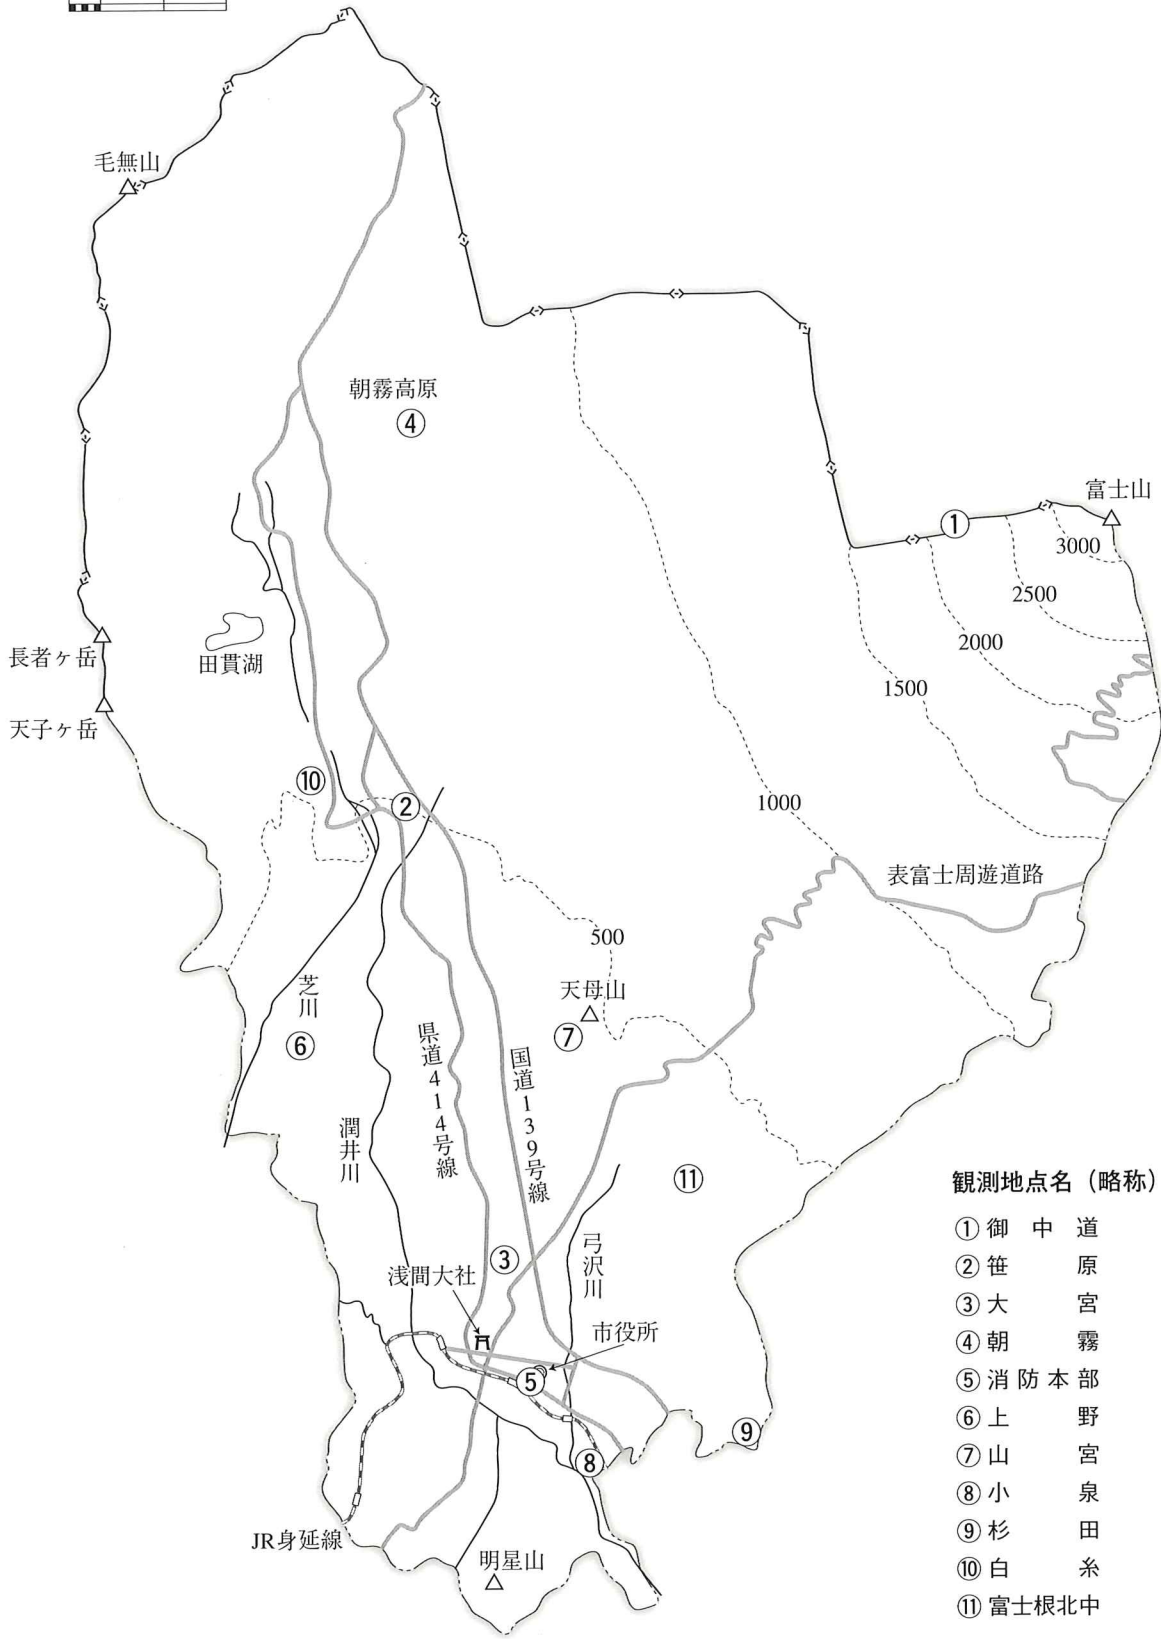 毛無山
朝霧高原
④
富士山
①
3000
2500
2000
1500
長者ヶ岳
田貫湖
天子ヶ岳
⑩
②
1000
表富士周遊道路
500
天母山
⑦
芝川
⑥
県道414号線
国道139号線
潤井川
⑪
弓沢川
③
浅間大社
市役所
⑤
⑨
⑧
JR身延線
明星山
観測地点名（略称）
① 御中道
② 笹原
③ 大宮
④ 朝霧
⑤ 消防本部
⑥ 上野
⑦ 山宮
⑧ 小泉
⑨ 杉田
⑩ 白糸
⑪ 富士根北中